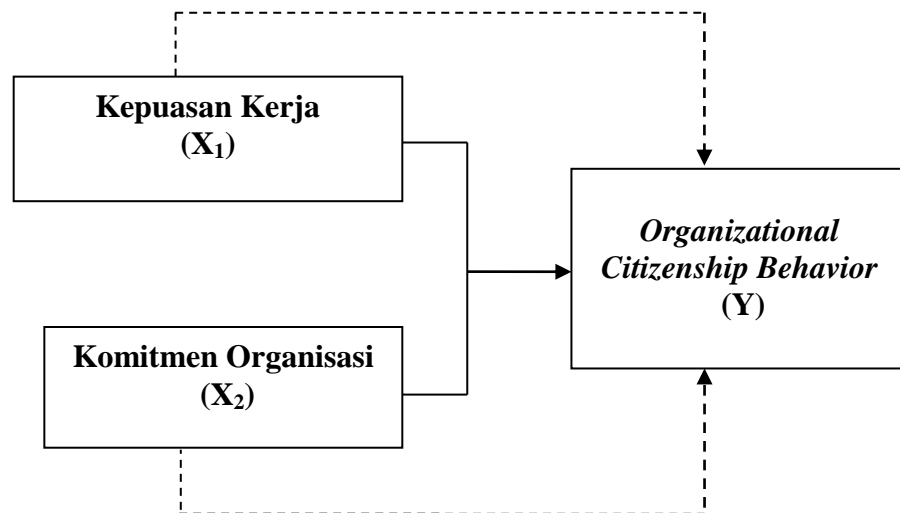 Kepuasan Kerja
(X₁)
Organizational
Citizenship Behavior
(Y)
Komitmen Organisasi
(X₂)